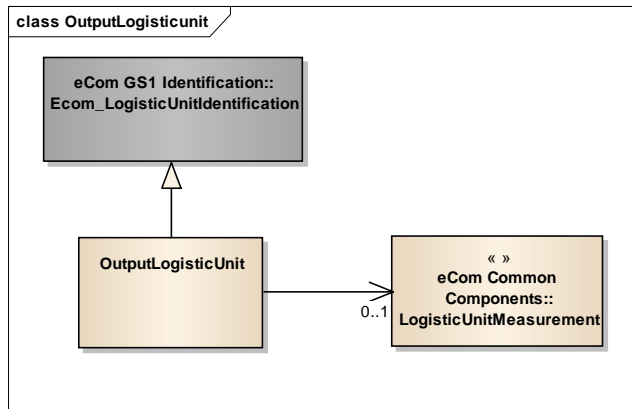 class OutputLogisticunit
eCom GS1 Identification::
Ecom_LogisticUnitIdentification
OutputLogisticUnit
« »
eCom Common
Components::
LogisticUnitMeasurement
0..1